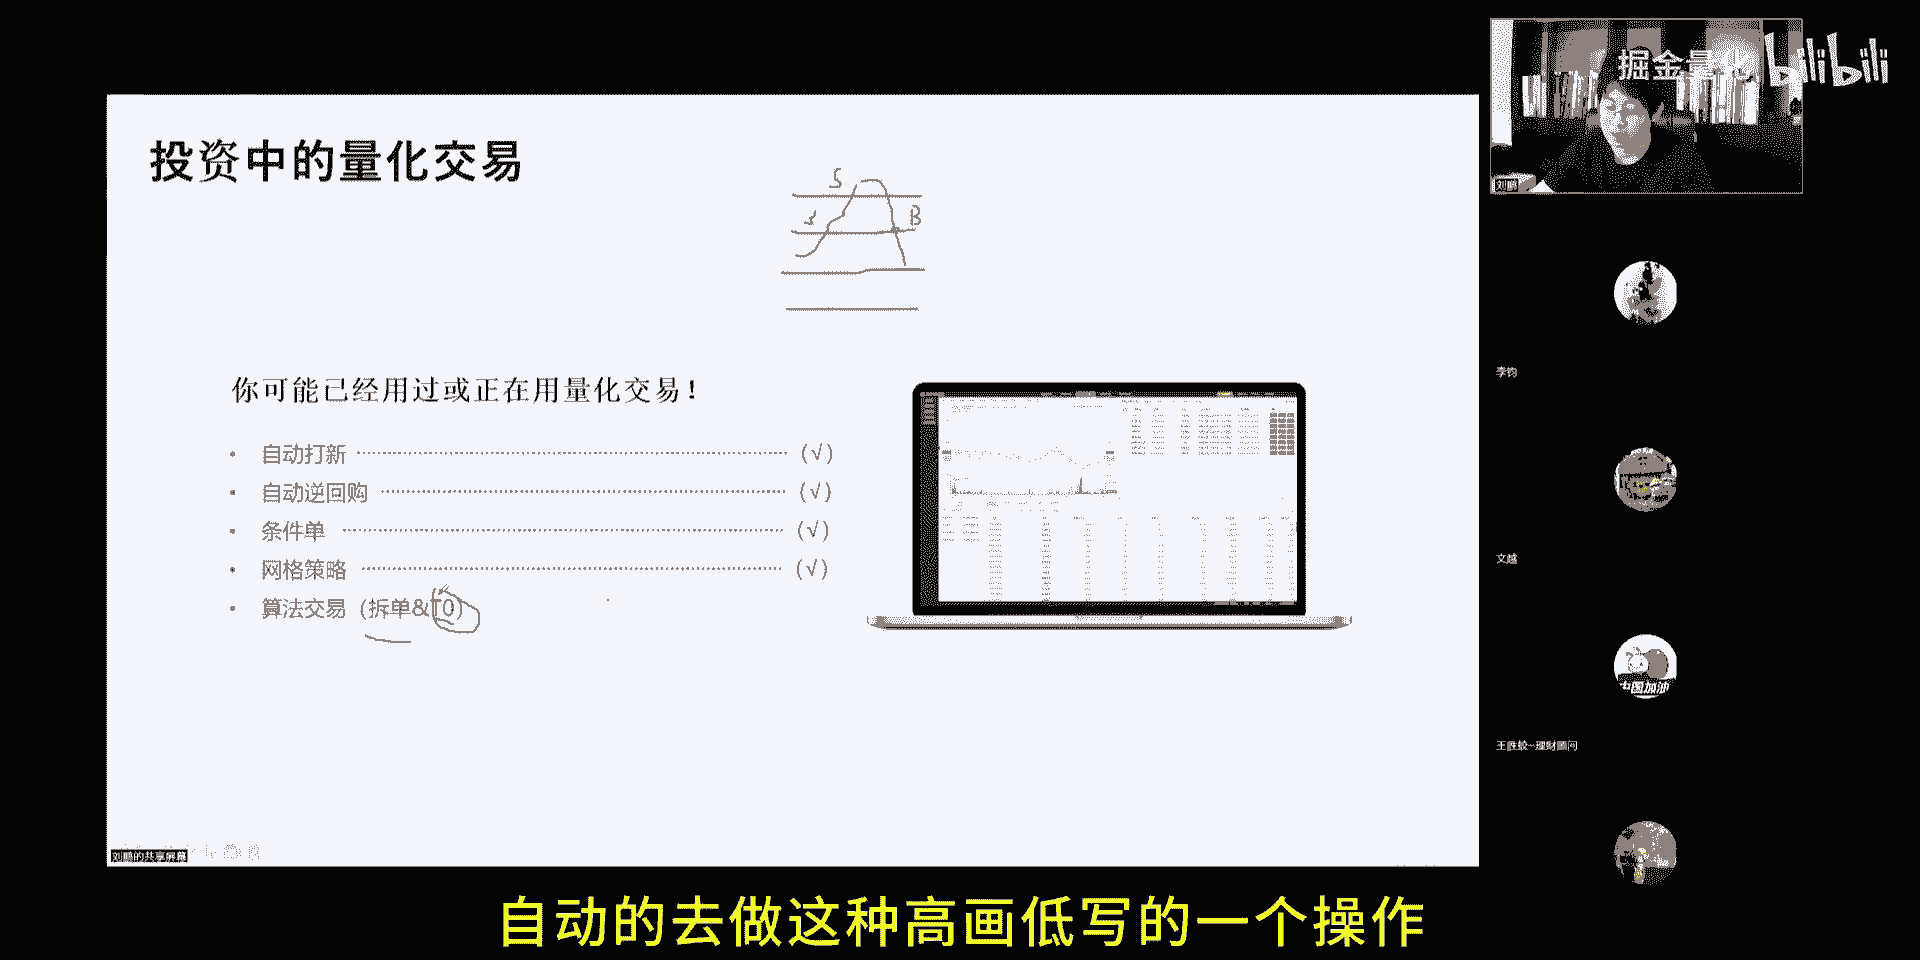 掘金量化 bilibili
刘鹏
投资中的量化交易
S
B
你可能已经用过或正在用量化交易！
• 自动打新 (√)
• 自动逆回购 (√)
• 条件单 (√)
• 网格策略 (√)
• 算法交易（拆单&T0）
李钧
文越
中国加油
理财顾问
刘鹏的共享屏幕
自动的去做这种高画低写的一个操作